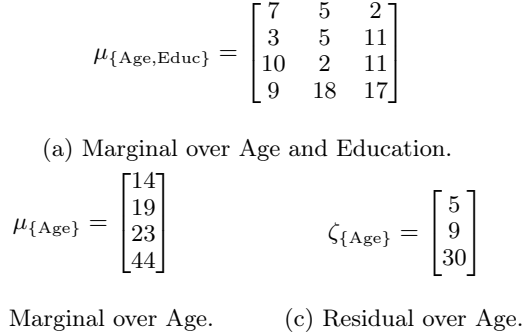 μ{Age,Educ} = [7 5 2
3 5 11
10 2 11
9 18 17]
(a) Marginal over Age and Education.
μ{Age} = [14
19
23
44]
ζ{Age} = [5
9
30]
Marginal over Age.
(c) Residual over Age.